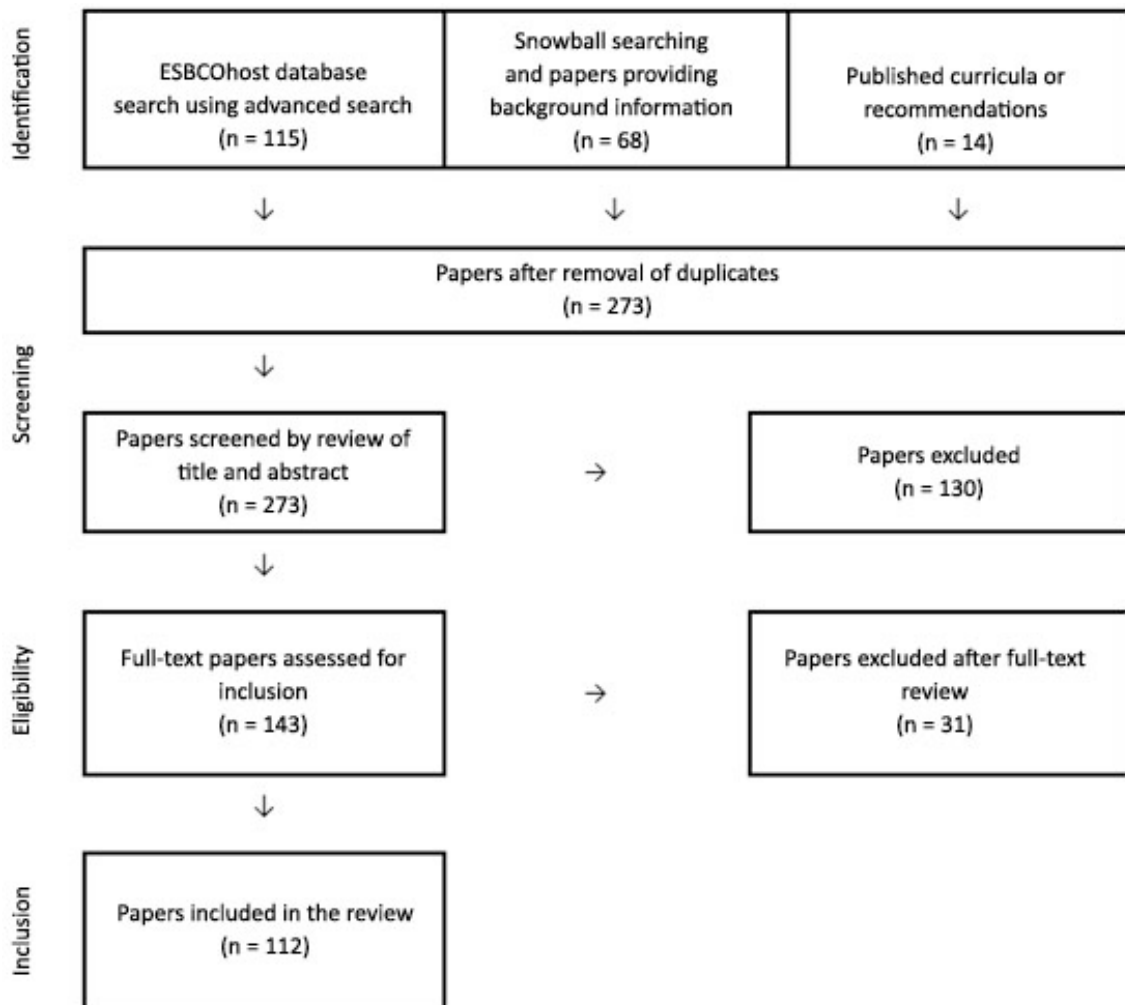 Identification
ESBCOhost database
search using advanced search
(n = 115)
Snowball searching
and papers providing
background information
(n = 68)
Published curricula or
recommendations
(n = 14)
Screening
Papers after removal of duplicates
(n = 273)
Papers screened by review of
title and abstract
(n = 273)
Papers excluded
(n = 130)
Eligibility
Full-text papers assessed for
inclusion
(n = 143)
Papers excluded after full-text
review
(n = 31)
Inclusion
Papers included in the review
(n = 112)